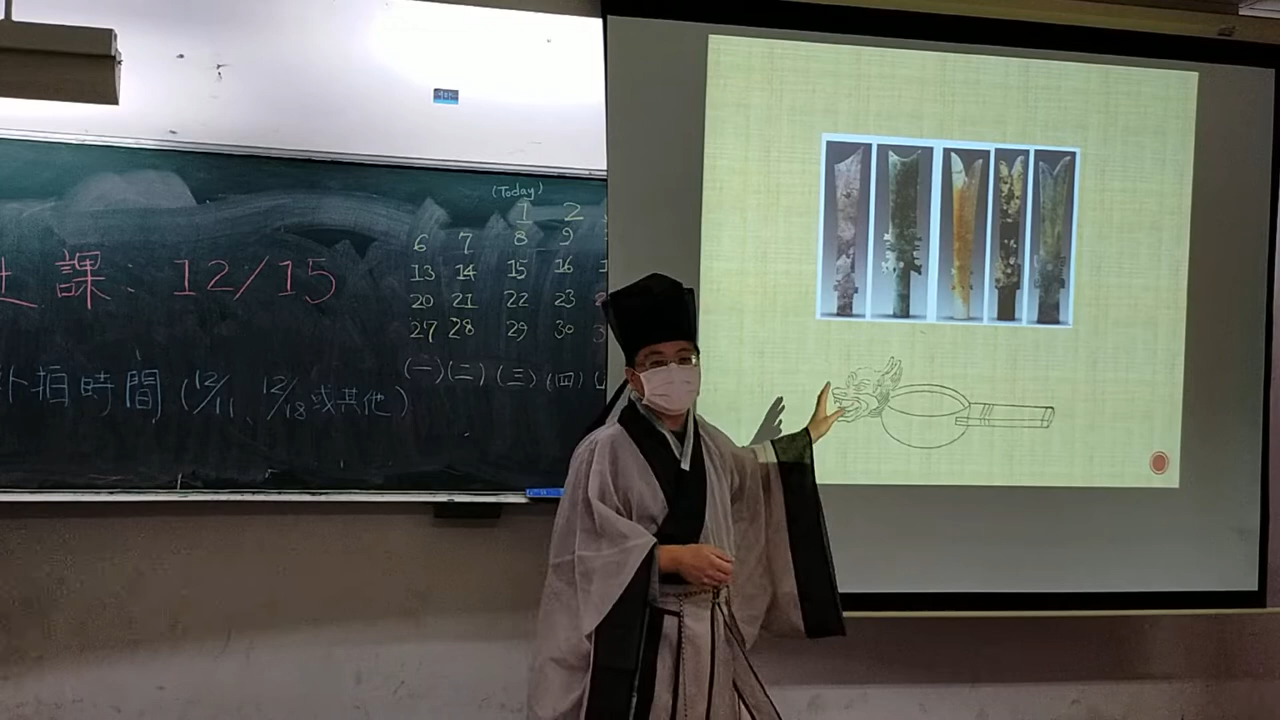 課: 12/15
拍時間 (12/11、12/18或其他)
(Today)
1 2
6 7 8 9
13 14 15 16
20 21 22 23
27 28 29 30
(一) (二) (三) (四)